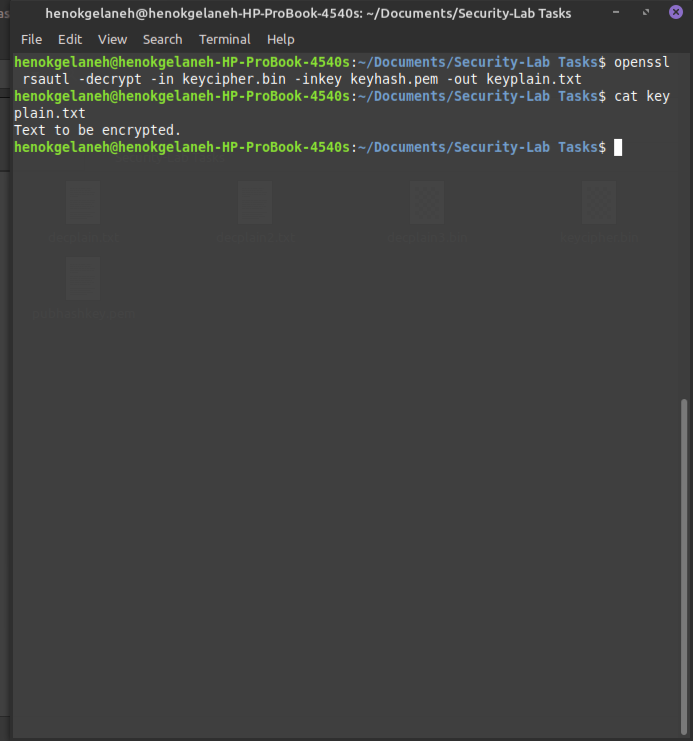 henokgelaneh@henokgelaneh-HP-ProBook-4540s: ~/Documents/Security-Lab Tasks
File Edit View Search Terminal Help
henokgelaneh@henokgelaneh-HP-ProBook-4540s:~/Documents/Security-Lab Tasks$ openssl
rsautl -decrypt -in keycipher.bin -inkey keyhash.pem -out keyplain.txt
henokgelaneh@henokgelaneh-HP-ProBook-4540s:~/Documents/Security-Lab Tasks$ cat key
plain.txt
Text to be encrypted.
henokgelaneh@henokgelaneh-HP-ProBook-4540s:~/Documents/Security-Lab Tasks$